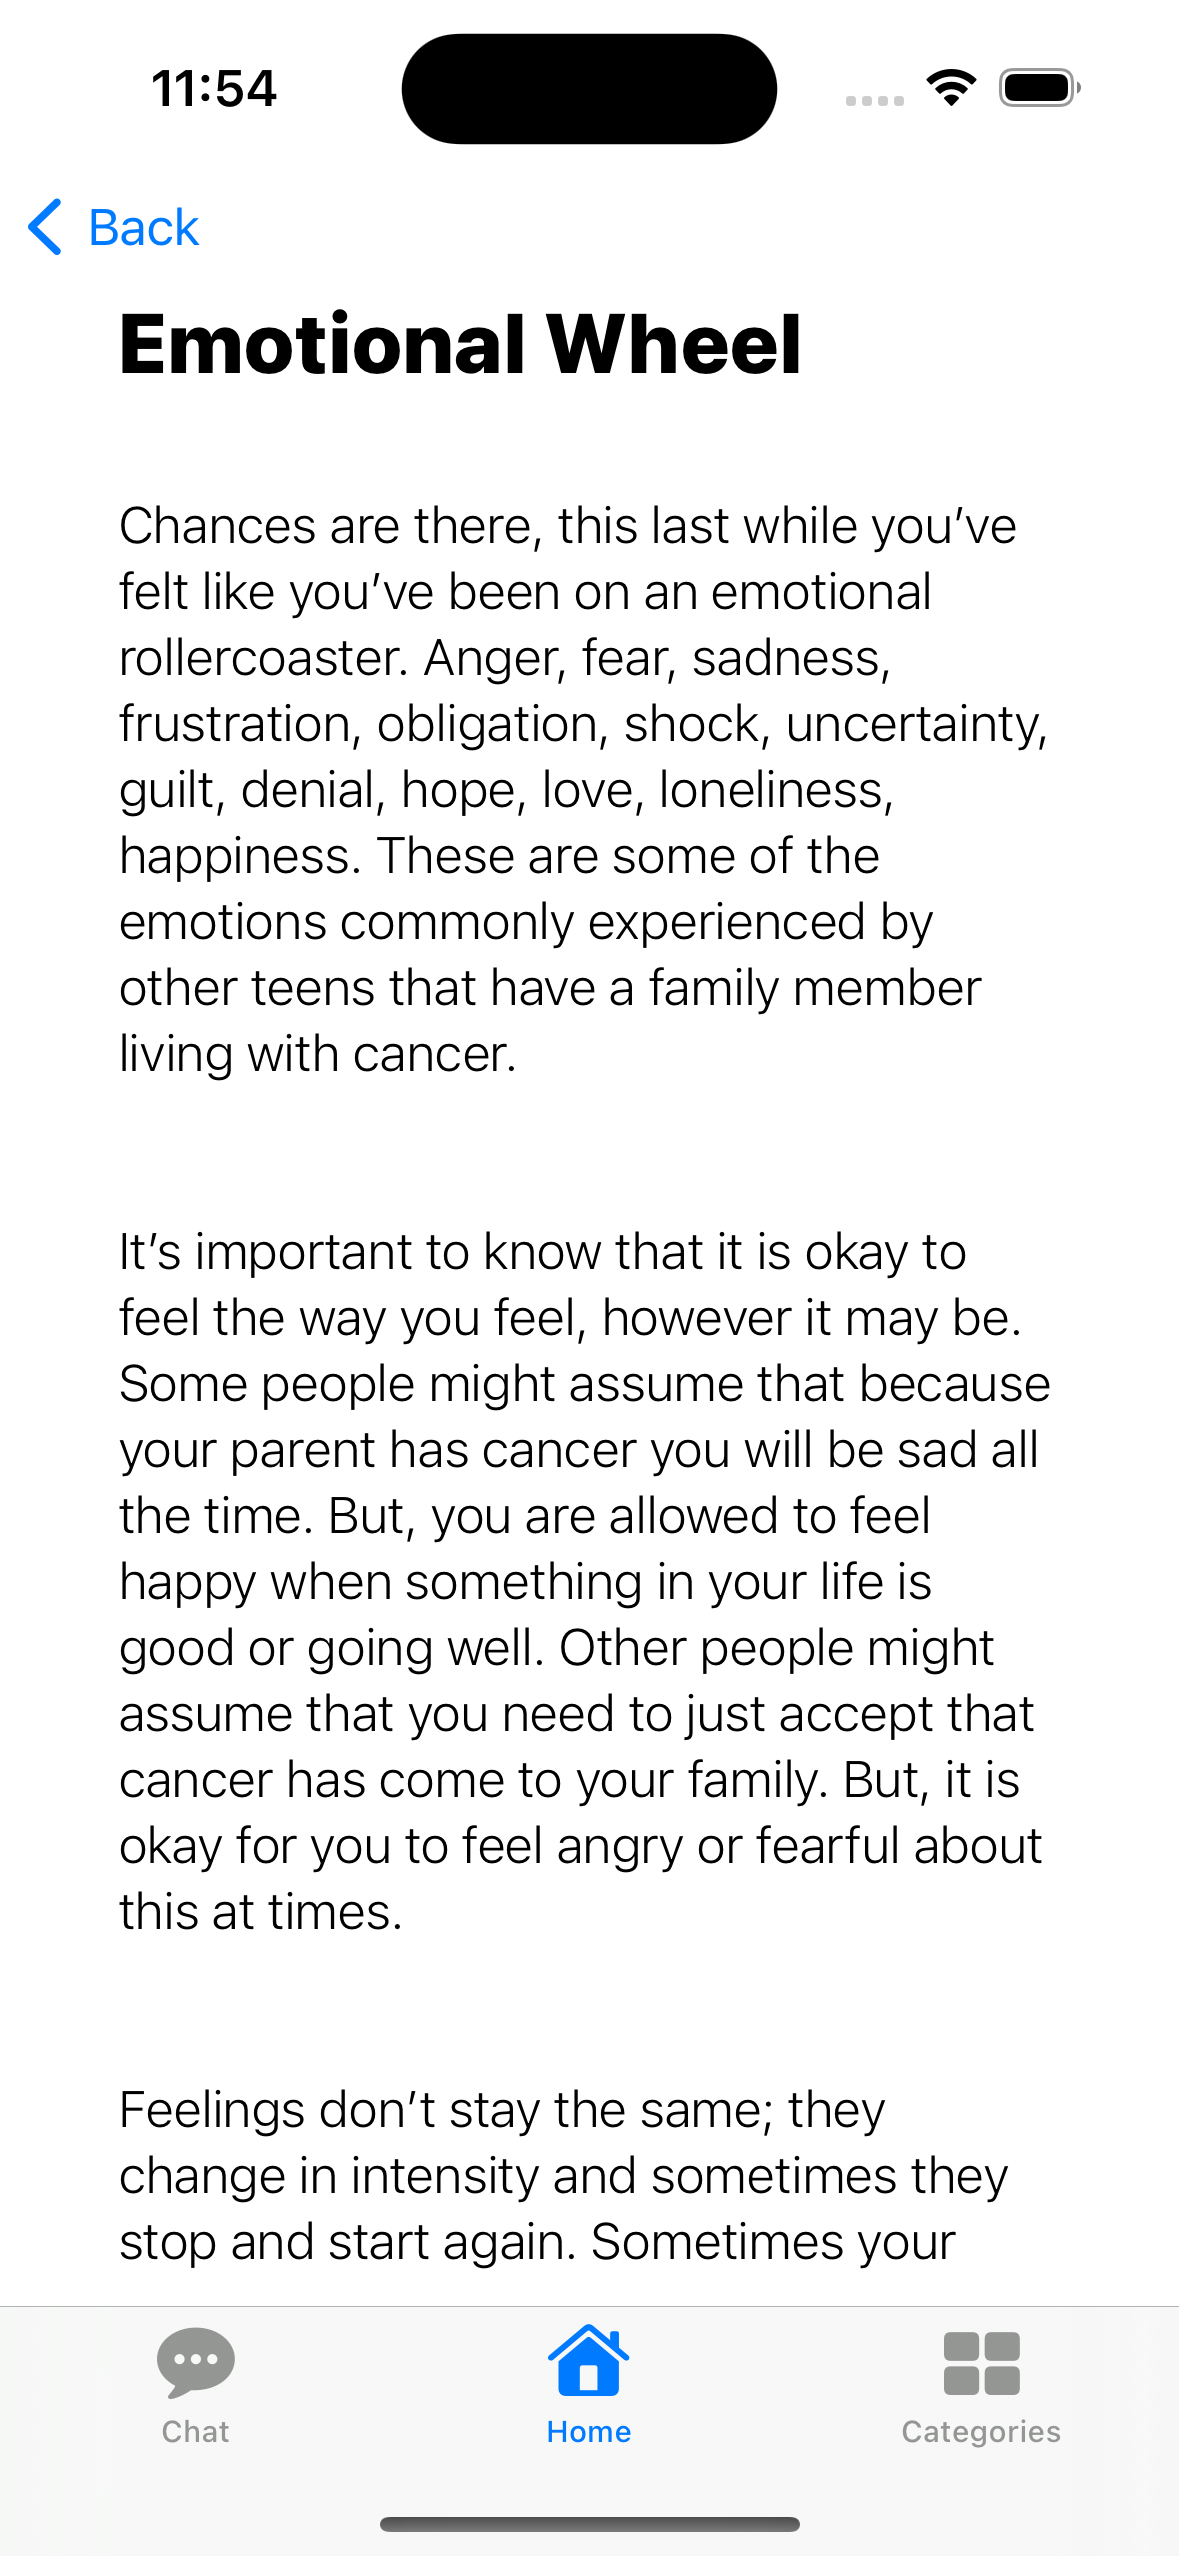 11:54
Back
Emotional Wheel
Chances are there, this last while you’ve
felt like you’ve been on an emotional
rollercoaster. Anger, fear, sadness,
frustration, obligation, shock, uncertainty,
guilt, denial, hope, love, loneliness,
happiness. These are some of the
emotions commonly experienced by
other teens that have a family member
living with cancer.
It’s important to know that it is okay to
feel the way you feel, however it may be.
Some people might assume that because
your parent has cancer you will be sad all
the time. But, you are allowed to feel
happy when something in your life is
good or going well. Other people might
assume that you need to just accept that
cancer has come to your family. But, it is
okay for you to feel angry or fearful about
this at times.
Feelings don’t stay the same; they
change in intensity and sometimes they
stop and start again. Sometimes your
Chat
Home
Categories